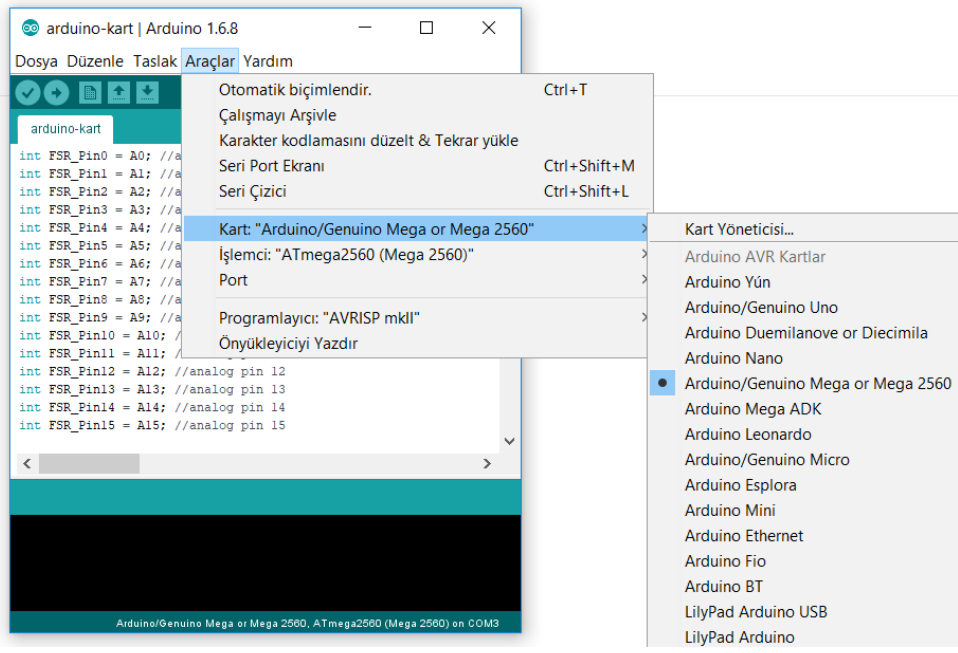 arduino-kart | Arduino 1.6.8
Dosya Düzenle Taslak Araçlar Yardım
Otomatik biçimlendir. Ctrl+T
Çalışmayı Arşivle
Karakter kodlamasını düzelt & Tekrar yükle
Seri Port Ekranı Ctrl+Shift+M
Seri Çizici Ctrl+Shift+L
Kart: "Arduino/Genuino Mega or Mega 2560"
İşlemci: "ATmega2560 (Mega 2560)"
Port
Programlayıcı: "AVRISP mkII"
Önyükleyiciyi Yazdır
Kart Yöneticisi...
Arduino AVR Kartlar
Arduino Yún
Arduino/Genuino Uno
Arduino Duemilanove or Diecimila
Arduino Nano
Arduino/Genuino Mega or Mega 2560
Arduino Mega ADK
Arduino Leonardo
Arduino/Genuino Micro
Arduino Esplora
Arduino Mini
Arduino Ethernet
Arduino Fio
Arduino BT
LilyPad Arduino USB
LilyPad Arduino
arduino-kart
int FSR_Pin0 = A0; //a
int FSR_Pin1 = A1; //a
int FSR_Pin2 = A2; //a
int FSR_Pin3 = A3; //a
int FSR_Pin4 = A4; //a
int FSR_Pin5 = A5; //a
int FSR_Pin6 = A6; //a
int FSR_Pin7 = A7; //a
int FSR_Pin8 = A8; //a
int FSR_Pin9 = A9; //a
int FSR_Pin10 = A10; /
int FSR_Pin11 = A11; /
int FSR_Pin12 = A12; //analog pin 12
int FSR_Pin13 = A13; //analog pin 13
int FSR_Pin14 = A14; //analog pin 14
int FSR_Pin15 = A15; //analog pin 15
Arduino/Genuino Mega or Mega 2560, ATmega2560 (Mega 2560) on COM3